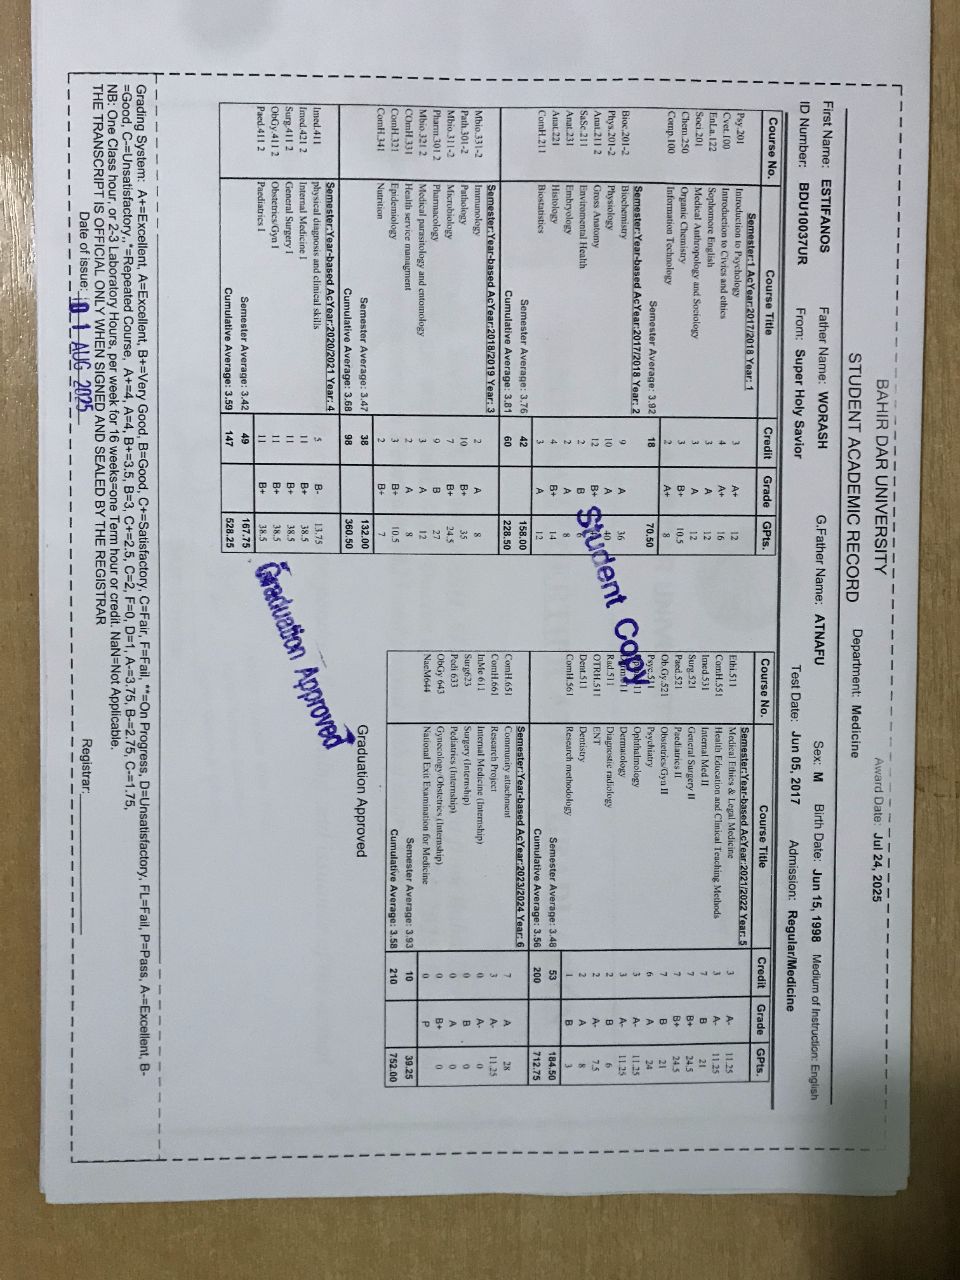 BAHIR DAR UNIVERSITY
Award Date: Jul 24, 2025
STUDENT ACADEMIC RECORD Department: Medicine
First Name: ESTIFANOS Father Name: WORASH G.Father Name: ATNAFU Sex: M Birth Date: Jun 15, 1998 Medium of Instruction: English
ID Number: BDU10037UR From: Super Holy Savior Test Date: Jun 05, 2017 Admission: Regular/Medicine
Course No. Course Title Credit Grade GPts.
Semester:1 AcYear:2017/2018 Year: 1
Psy.201 Introduction to Psychology 3 A+ 12
Cvet.100 Introduction to Civics and ethics 4 A+ 16
EnLa.122 Sophomore English 3 A 12
Soci.201 Medical Anthropology and Sociology 3 A 12
Chem.250 Organic Chemistry 3 B+ 10.5
Comp.100 Information Technology 2 A+ 8
Semester Average: 3.92 18 70.50
Semester:Year-based AcYear:2017/2018 Year: 2
Bioc.201-2 Biochemistry 9 A 36
Phys.201-2 Physiology 10 A 40
Anat.211 2 Gross Anatomy 12 B+
SaSc.211 Enviromental Health 2 B 6
Anat.231 Embryology 2 A 8
Anat.221 Histology 4 B+ 14
ComH.211 Biostatistics 3 A 12
Semester Average: 3.76 42 158.00
Cumulative Average: 3.81 60 228.50
Semester:Year-based AcYear:2018/2019 Year: 3
Mbio.331-2 Immunology 2 A 8
Path.301-2 Pathology 10 B+ 35
Mbio.311-2 Microbiology 7 B+ 24.5
Pharm.301 2 Pharmacology 9 B 27
Mbio.321 2 Medical parasitology and entomology 3 A 12
COmH.331 Health service managment 2 A 8
ComH.321 Epidemiology 3 B+ 10.5
ComH.341 Nutrition 2 B+ 7
Semester Average: 3.47 38 132.00
Cumulative Average: 3.68 98 360.50
Semester:Year-based AcYear:2020/2021 Year: 4
Imed.411 physical diagnosis and clinical skills 5 B- 13.75
Imed.421 2 Internal Medicine I 11 B+ 38.5
Surg.411 2 General Surgery I 11 B+ 38.5
ObGy.411 2 Obstetrics/Gyn I 11 B+ 38.5
Paed.411 2 Paediatrics I 11 B+ 38.5
Semester Average: 3.42 49 167.75
Cumulative Average: 3.59 147 528.25
Course No. Course Title Credit Grade GPts.
Semester:Year-based AcYear:2021/2022 Year: 5
Ethi.511 Medical Ethics & Legal Medicine 3 A- 11.25
ComH.551 Health Education and Clinical Teaching Methods 3 A- 11.25
Imed.531 Internal Med II 7 B 21
Surg.521 General Surgery II 7 B+ 24.5
Paed.521 Paediatrics II 7 B+ 24.5
Ob.Gy.521 Obstetrics/Gyn II 7 B 21
Psyc.511 Psychiatry 6 A 24
Ophthalmology 3 A- 11.25
Dermatology 3 A- 11.25
Rad.511 Diagnostic radiology 2 B 6
OTRH.511 ENT 2 A- 7.5
Dent.511 Dentistry 2 A 8
ComH.561 Research methodology 1 B 3
Semester Average: 3.48 53 184.50
Cumulative Average: 3.56 200 712.75
Semester:Year-based AcYear:2023/2024 Year: 6
ComH.651 Community attachment 7 A 28
ComH.661 Research Project 3 A- 11.25
InMe 611 Internal Medicine (Internship) 0 A- 0
Surg623 Surgery (Internship) 0 B 0
Pedi 633 Pediatrics (Internship) 0 A 0
ObGy 643 Gynecology/Obstetrics (Internship) 0 B+ 0
NaeM644 National Exit Examination for Medicine 0 P
Semester Average: 3.93 10 39.25
Cumulative Average: 3.58 210 752.00
Graduation Approved
Student Copy
Graduation Approved
Grading System: A+=Excellent, A=Excellent, B+=Very Good, B=Good, C+=Satisfactory, C=Fair, F=Fail, **=On Progress, D=Unsatisfactory, FL=Fail, P=Pass, A-=Excellent, B-
=Good, C-=Unsatisfactory,,*=Repeated Course, A+=4, A=4, B+=3.5, B=3, C+=2.5, C=2, F=0, D=1, A-=3.75, B-=2.75, C-=1.75,
NB: One Class hour, or 2-3 Laboratory Hours, per week for 16 weeks=one Term hour or credit. NaN=Not Applicable.
THE TRANSCRIPT IS OFFICIAL ONLY WHEN SIGNED AND SEALED BY THE REGISTRAR
Date of issue: 01 AUG 2025 Registrar: